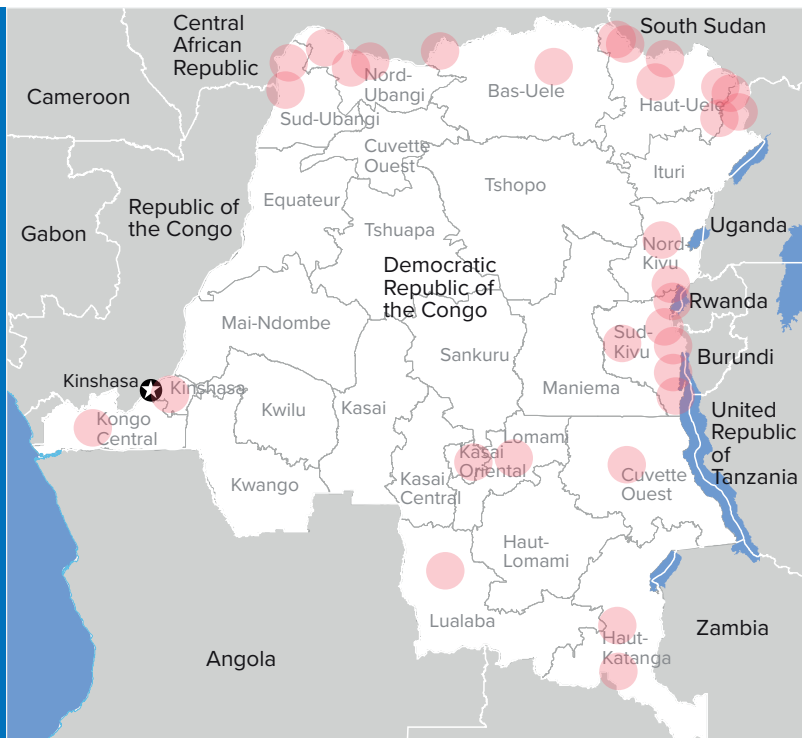 Central
African
Republic
South Sudan
Cameroon
Nord-
Ubangi
Bas-Uele
Haut-Uele
Sud-Ubangi
Cuvette
Ouest
Ituri
Tshopo
Equateur
Republic of
the Congo
Gabon
Tshuapa
Uganda
Nord-
Kivu
Democratic
Republic of
the Congo
Rwanda
Mai-Ndombe
Sud-
Kivu
Sankuru
Burundi
Kinshasa
Kinshasa
Maniema
Kasai
Kwilu
United
Republic
of
Tanzania
Kongo
Central
Lomami
Kasai
Oriental
Cuvette
Ouest
Kwango
Kasai
Central
Haut-
Lomami
Lualaba
Haut-
Katanga
Zambia
Angola